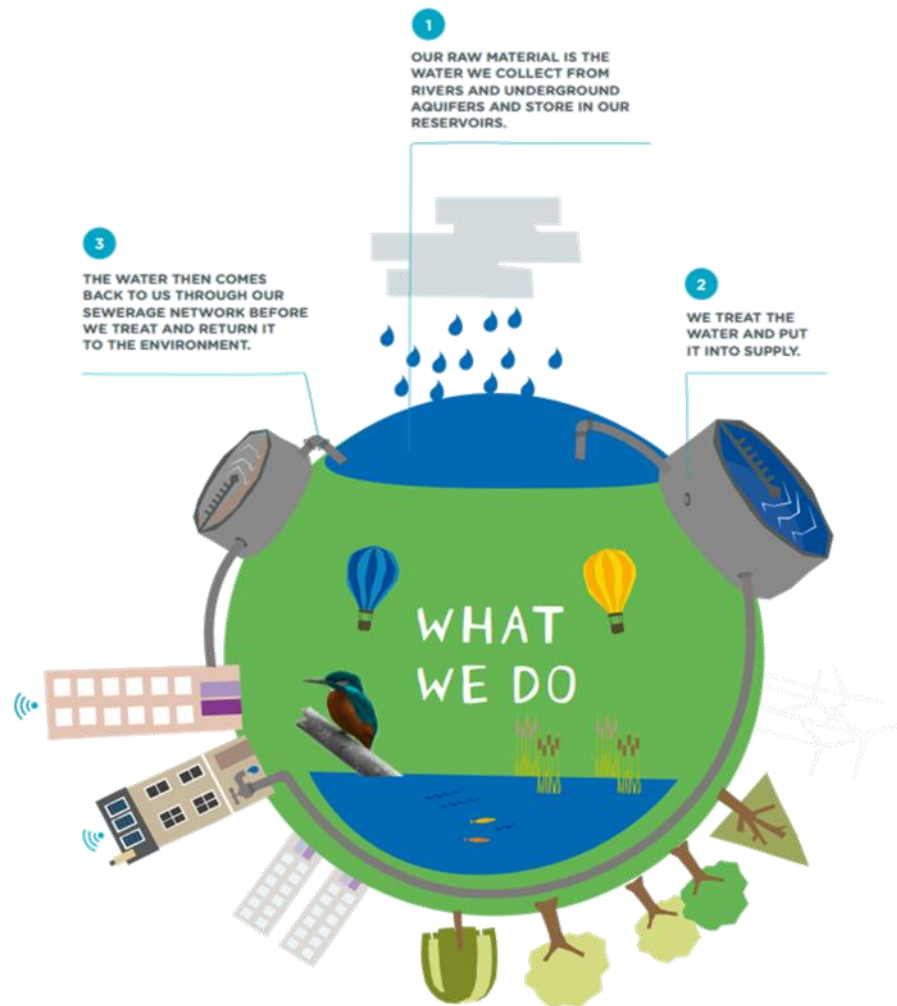 1
OUR RAW MATERIAL IS THE
WATER WE COLLECT FROM
RIVERS AND UNDERGROUND
AQUIFERS AND STORE IN OUR
RESERVOIRS.
3
THE WATER THEN COMES
BACK TO US THROUGH OUR
SEWERAGE NETWORK BEFORE
WE TREAT AND RETURN IT
TO THE ENVIRONMENT.
2
WE TREAT THE
WATER AND PUT
IT INTO SUPPLY.
WHAT
WE DO